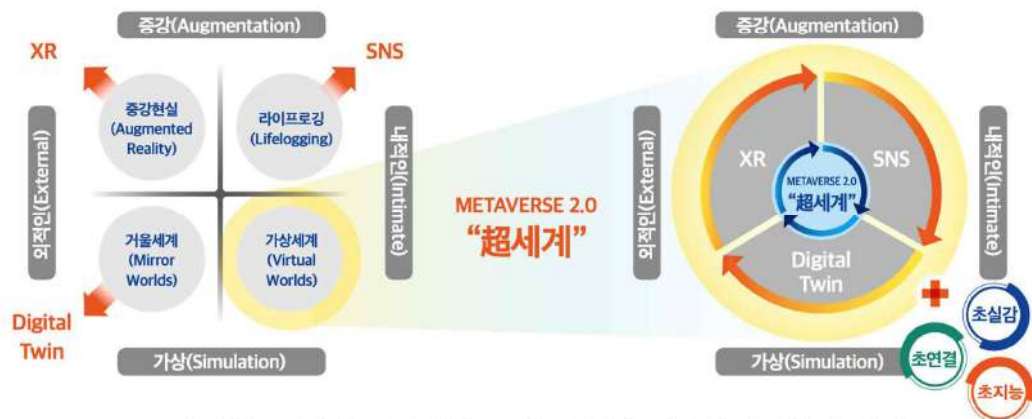 증강(Augmentation)
XR
SNS
증강현실
(Augmented
Reality)
라이프로깅
(Lifelogging)
외적인(External)
내적인(Intimate)
거울세계
(Mirror
Worlds)
가상세계
(Virtual
Worlds)
Digital
Twin
가상(Simulation)
METAVERSE 2.0
“超세계”
증강(Augmentation)
외적인(External)
내적인(Intimate)
XR
SNS
METAVERSE 2.0
“超세계”
Digital
Twin
가상(Simulation)
초실감
초연결
초지능